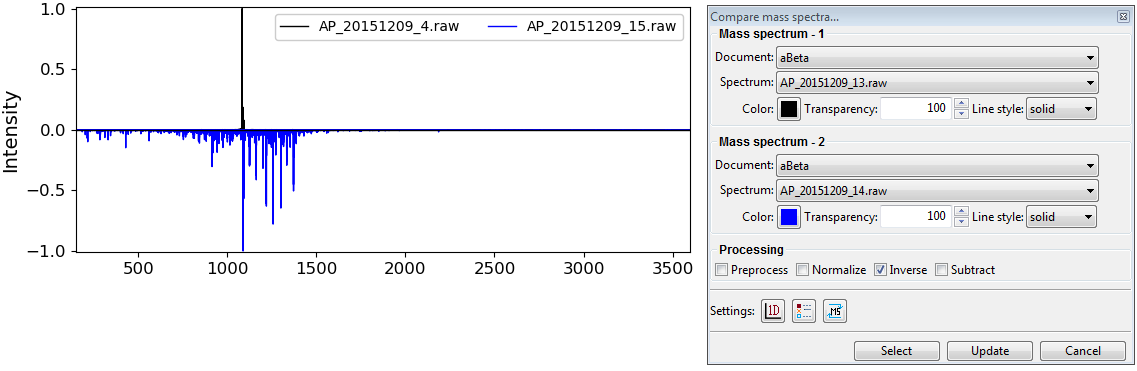 1.0
0.5
0.0
−0.5
−1.0
Intensity
AP_20151209_4.raw
AP_20151209_15.raw
500
1000
1500
2000
2500
3000
3500
Compare mass spectra...
Mass spectrum - 1
Document: aBeta
Spectrum: AP_20151209_13.raw
Color: Transparency: 100 Line style: solid
Mass spectrum - 2
Document: aBeta
Spectrum: AP_20151209_14.raw
Color: Transparency: 100 Line style: solid
Processing
Preprocess Normalize Inverse Subtract
Settings: 1D MS
Select Update Cancel